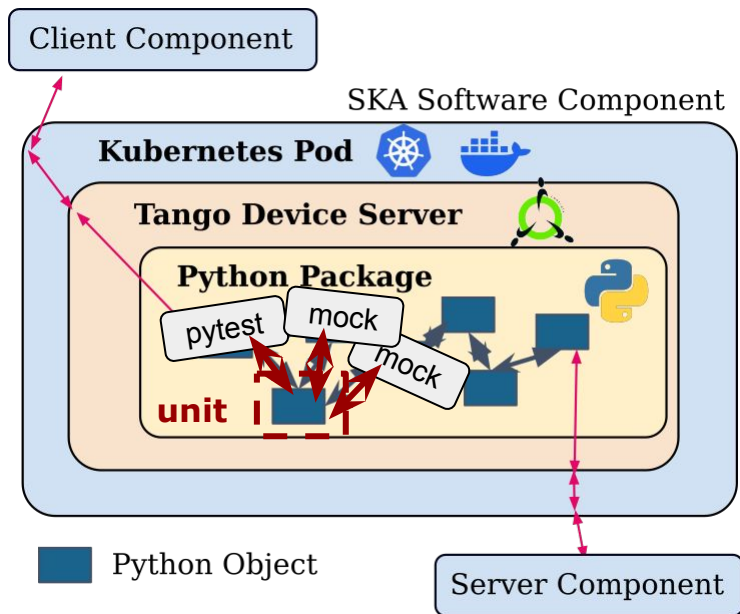 Client Component
SKA Software Component
Kubernetes Pod
Tango Device Server
Python Package
pytest
mock
mock
unit
Python Object
Server Component